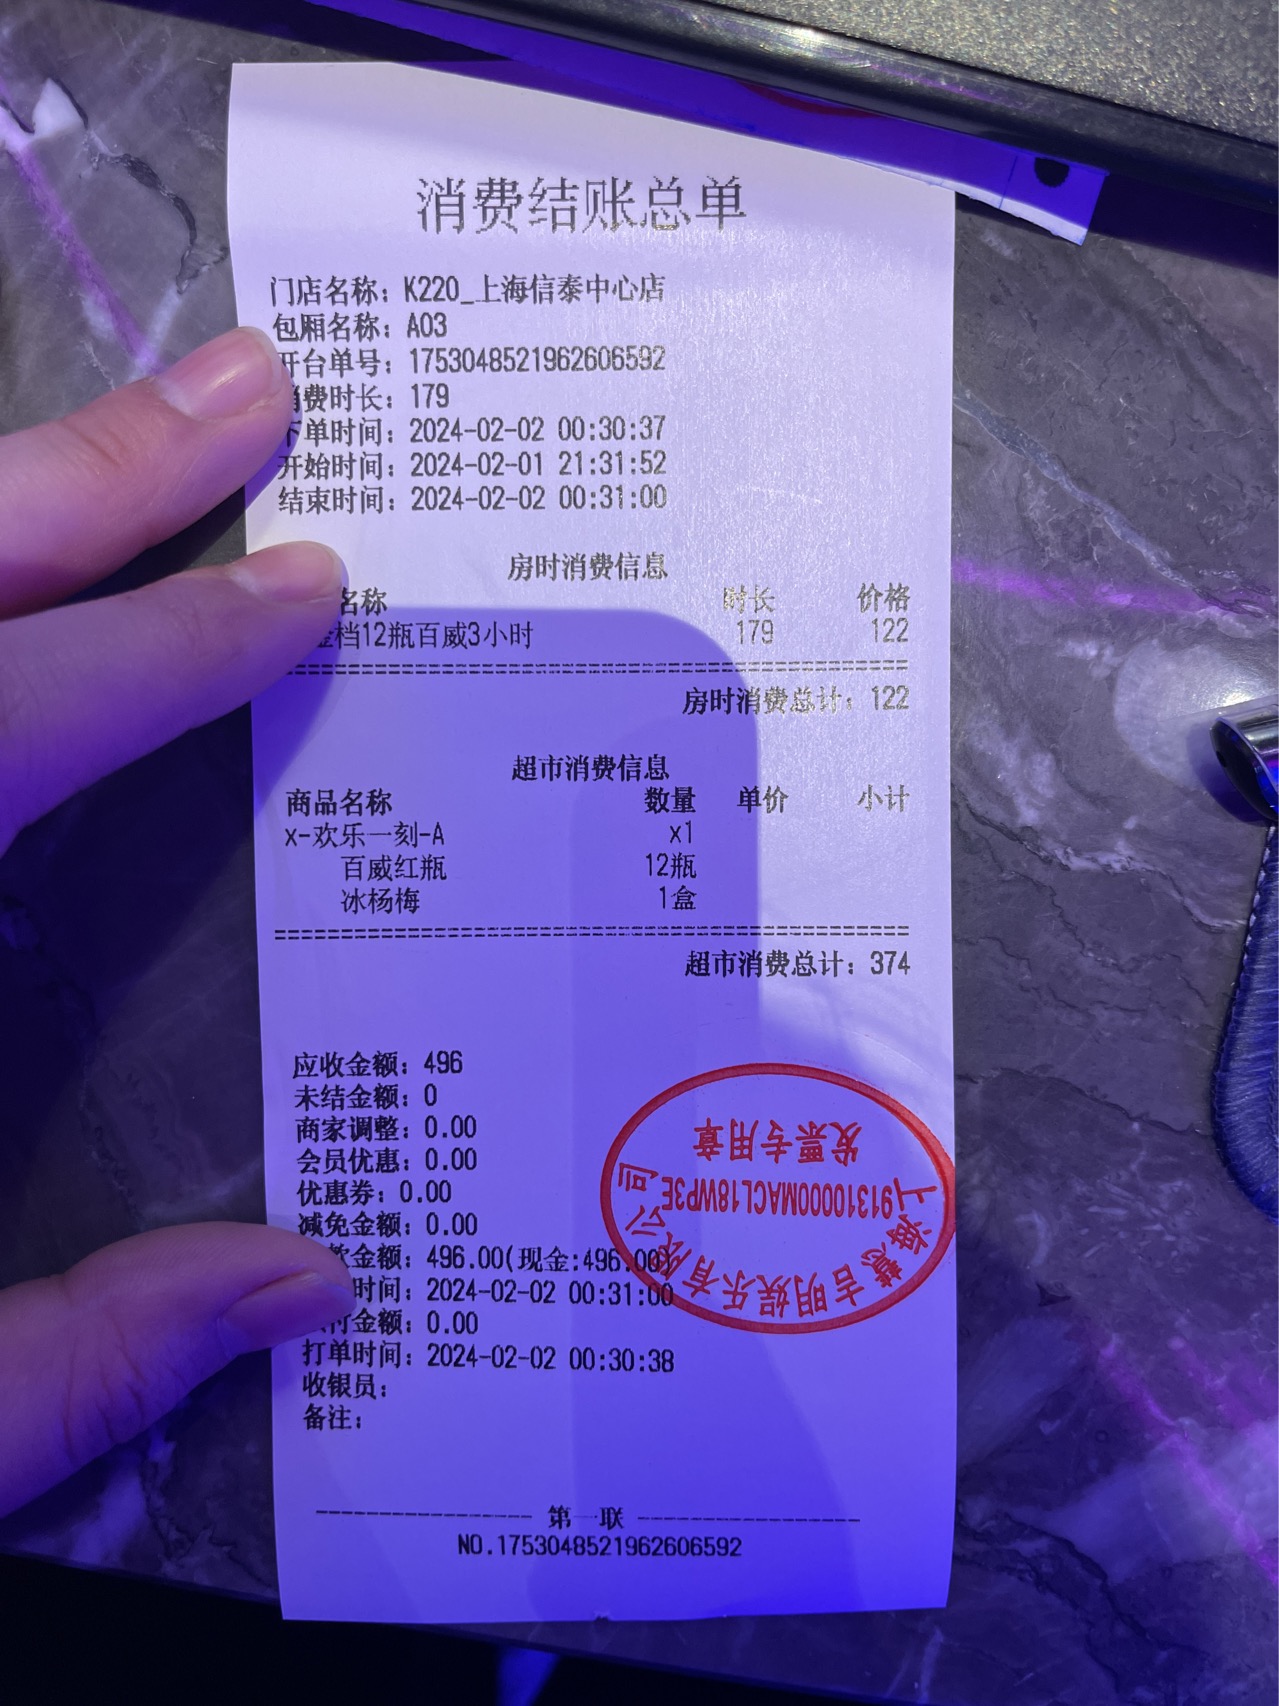 消费结账总单
门店名称：K220_上海信泰中心店
包厢名称：A03
开台单号：1753048521962606592
消费时长：179
下单时间：2024-02-02 00:30:37
开始时间：2024-02-01 21:31:52
结束时间：2024-02-02 00:31:00
房时消费信息
名称 时长 价格
档12瓶百威3小时 179 122
房时消费总计：122
超市消费信息
商品名称 数量 单价 小计
x-欢乐一刻-A x1
百威红瓶 12瓶
冰杨梅 1盒
超市消费总计：374
应收金额：496
未结金额：0
商家调整：0.00
会员优惠：0.00
优惠券：0.00
减免金额：0.00
款金额：496.00(现金:496.00)
时间：2024-02-02 00:31:00
付金额：0.00
打单时间：2024-02-02 00:30:38
收银员：
备注：
上海慧吉明娱乐有限公司
91310000MACL18WP3E
发票专用章
第一联
NO.1753048521962606592